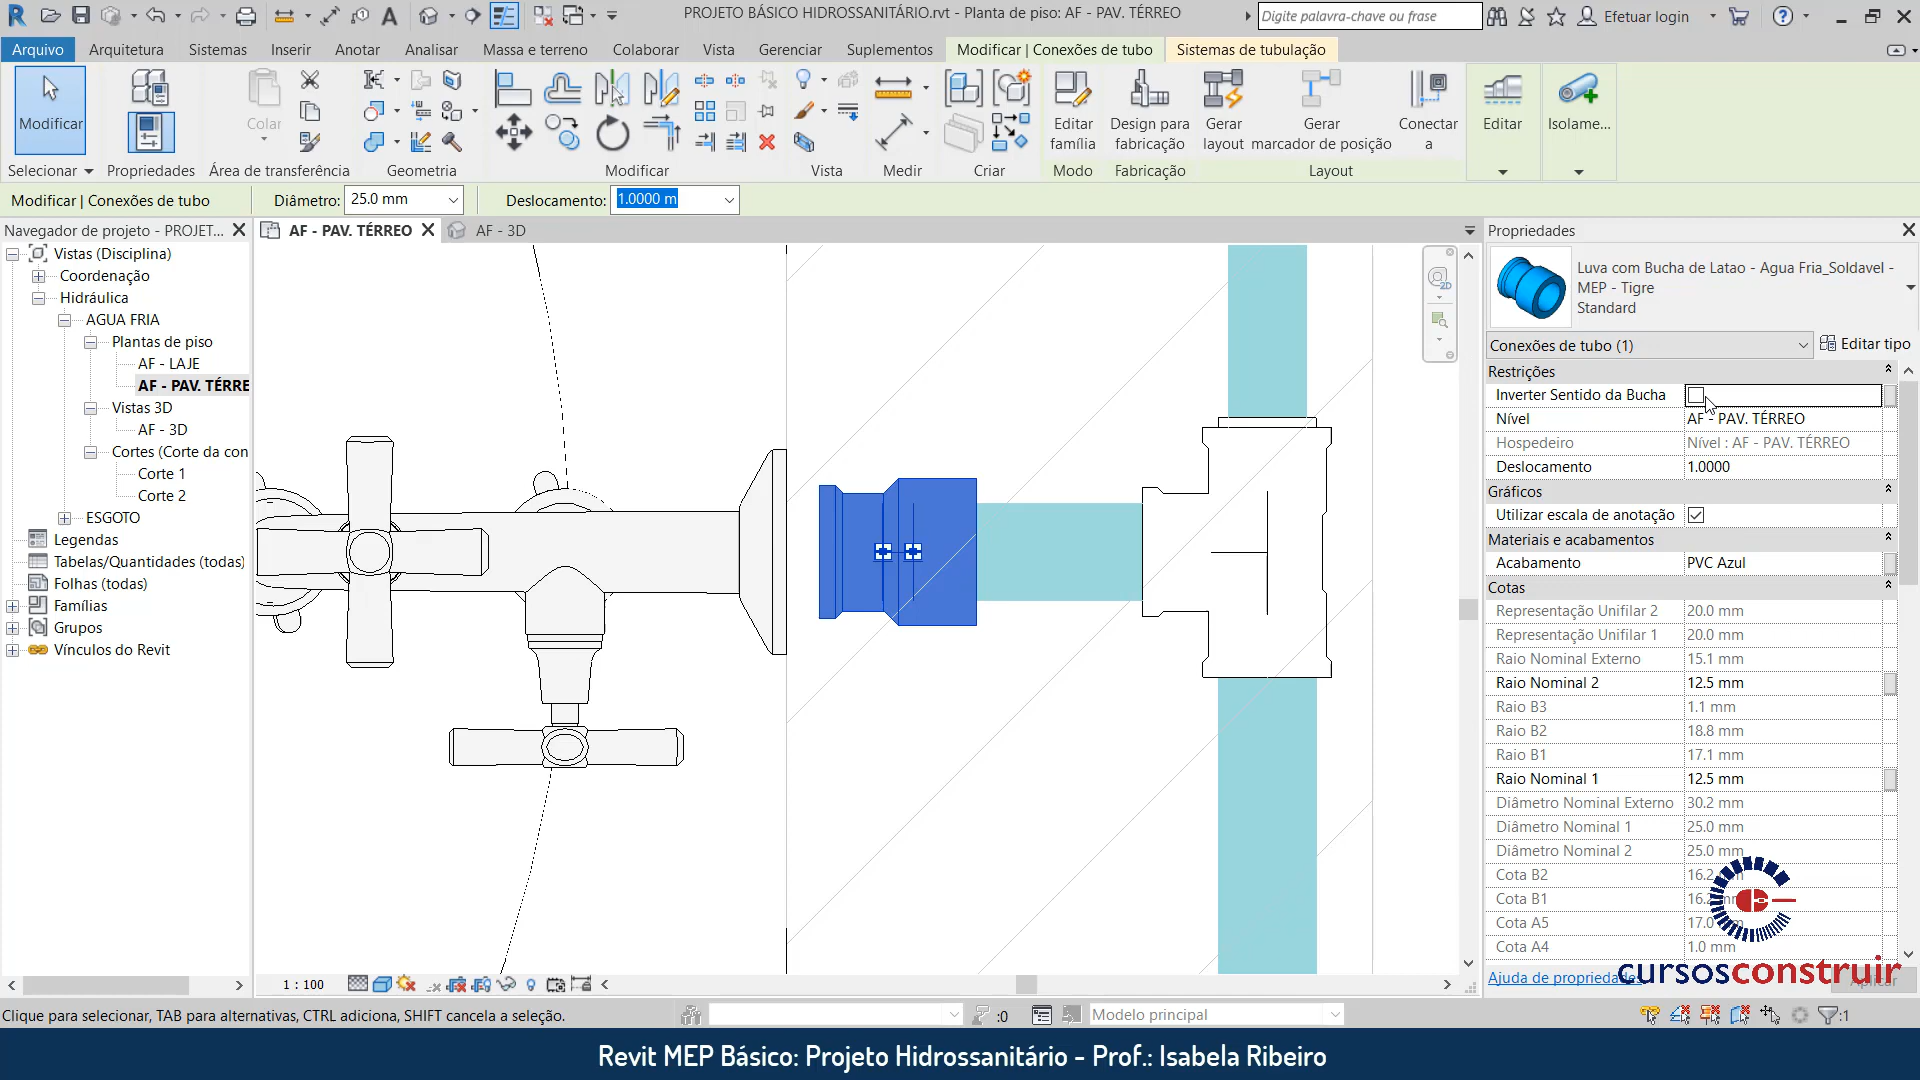 PROJETO BÁSICO HIDROSSANITÁRIO.rvt - Planta de piso: AF - PAV. TÉRREO
Digite palavra-chave ou frase
Efetuar login
Arquivo Arquitetura Sistemas Inserir Anotar Analisar Massa e terreno Colaborar Vista Gerenciar Suplementos Modificar | Conexões de tubo Sistemas de tubulação
Modificar
Colar
Editar família
Design para fabricação
Gerar layout
Gerar marcador de posição
Conectar a
Editar
Isolame...
Selecionar Propriedades Área de transferência Geometria Modificar Vista Medir Criar Modo Fabricação Layout
Modificar | Conexões de tubo Diâmetro: 25.0 mm Deslocamento: 1.0000 m
Navegador de projeto - PROJET...
AF - PAV. TÉRREO
AF - 3D
Vistas (Disciplina)
Coordenação
Hidráulica
AGUA FRIA
Plantas de piso
AF - LAJE
AF - PAV. TÉRRE
Vistas 3D
AF - 3D
Cortes (Corte da con
Corte 1
Corte 2
ESGOTO
Legendas
Tabelas/Quantidades (todas)
Folhas (todas)
Famílias
Grupos
Vínculos do Revit
2D
Propriedades
Luva com Bucha de Latao - Agua Fria_Soldavel -
MEP - Tigre
Standard
Conexões de tubo (1) Editar tipo
Restrições
Inverter Sentido da Bucha
Nível AF - PAV. TÉRREO
Hospedeiro Nível : AF - PAV. TÉRREO
Deslocamento 1.0000
Gráficos
Utilizar escala de anotação
Materiais e acabamentos
Acabamento PVC Azul
Cotas
Representação Unifilar 2 20.0 mm
Representação Unifilar 1 20.0 mm
Raio Nominal Externo 15.1 mm
Raio Nominal 2 12.5 mm
Raio B3 1.1 mm
Raio B2 18.8 mm
Raio B1 17.1 mm
Raio Nominal 1 12.5 mm
Diâmetro Nominal Externo 30.2 mm
Diâmetro Nominal 1 25.0 mm
Diâmetro Nominal 2 25.0 mm
Cota B2 16.2
Cota B1 16.2
Cota A5 17.0
Cota A4 1.0 mm
Ajuda de propriedade
cursosconstruir
1 : 100
Clique para selecionar, TAB para alternativas, CTRL adiciona, SHIFT cancela a seleção.
:0
Modelo principal
:1
Revit MEP Básico: Projeto Hidrossanitário - Prof.: Isabela Ribeiro